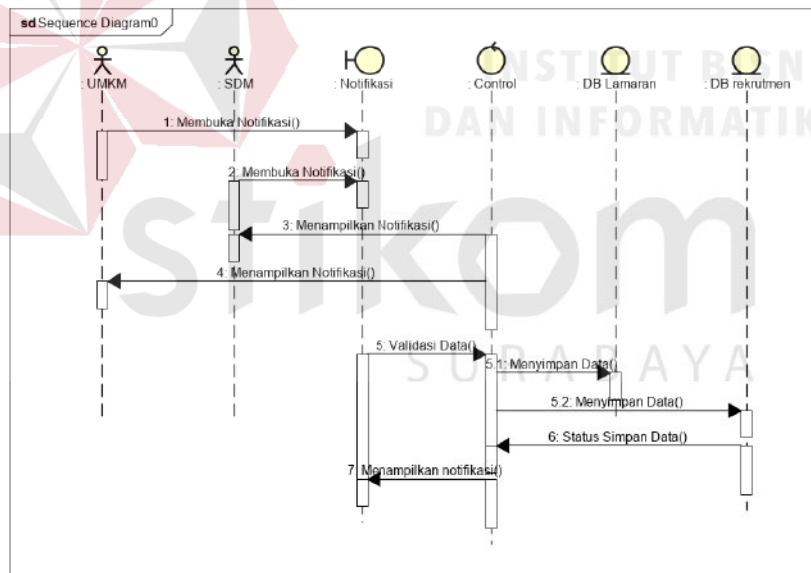 sd Sequence Diagram0
: UMKM
: SDM
: Notifikasi
: Control
: DB Lamaran
: DB rekrutmen
1: Membuka Notifikasi()
2: Membuka Notifikasi()
3: Menampilkan Notifikasi()
4: Menampilkan Notifikasi()
5: Validasi Data()
5.1: Menyimpan Data()
5.2: Menyimpan Data()
6: Status Simpan Data()
7: Menampilkan notifikasi()
INSTITUT BISN
DAN INFORMATIK
stikom
SURABAYA